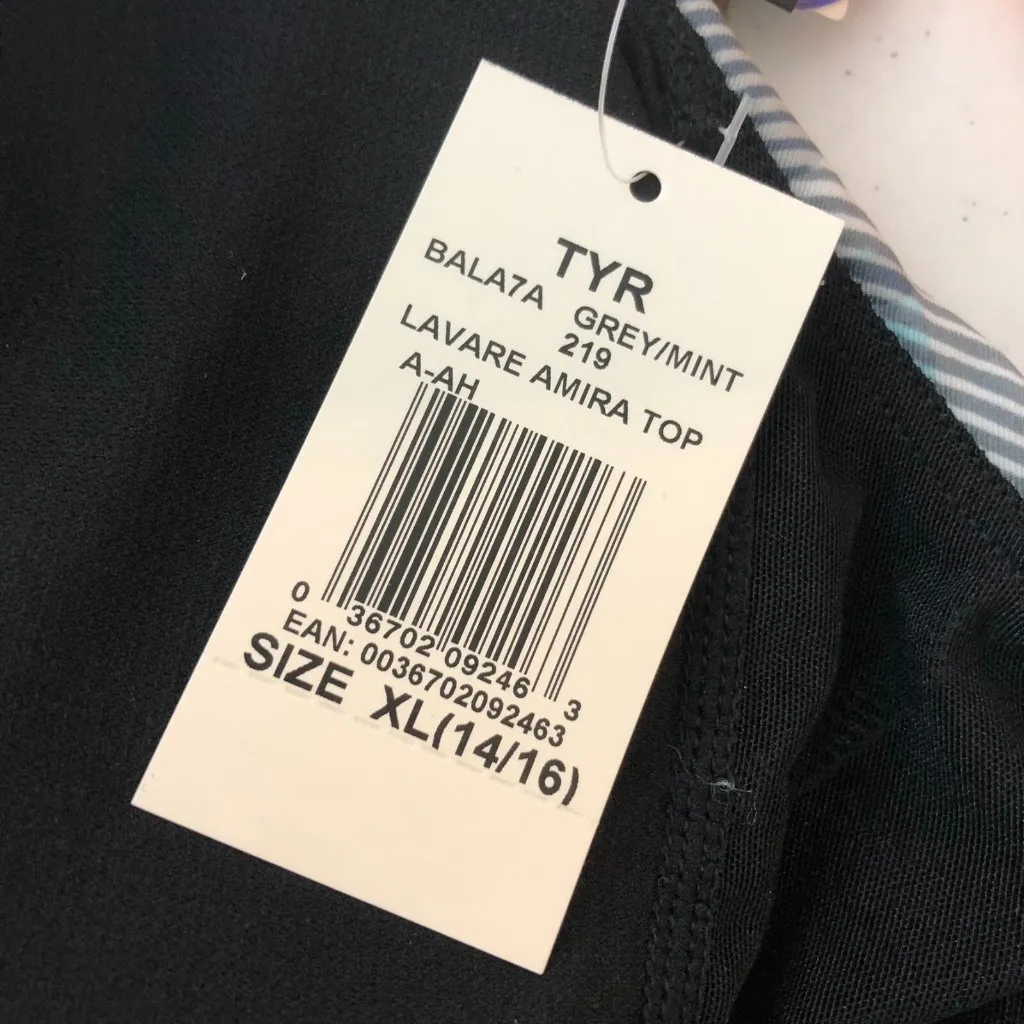 TYR
BALA7A GREY/MINT
219
LAVARE AMIRA TOP
A-AH
0 36702 09246 3
EAN: 0036702092463
SIZE XL(14/16)